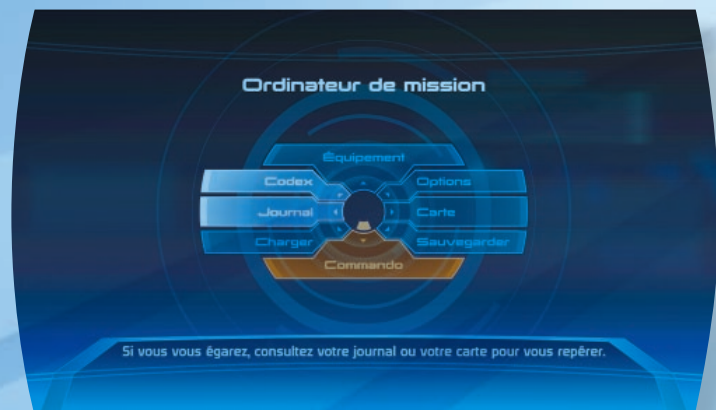 Ordinateur de mission
Équipement
Codex
Options
Journal
Carte
Charger
Sauvegarder
Commando
Si vous vous égarez, consultez votre journal ou votre carte pour vous repérer.